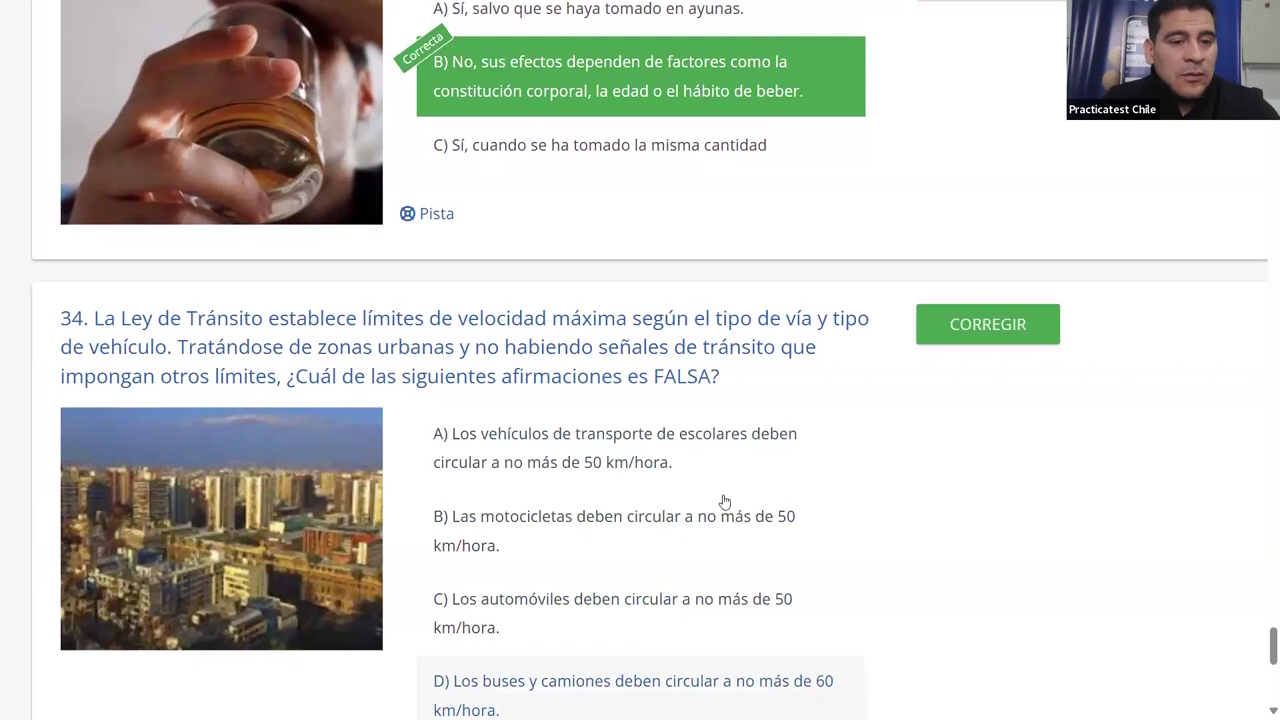 A) Sí, salvo que se haya tomado en ayunas.
Correcta
B) No, sus efectos dependen de factores como la
constitución corporal, la edad o el hábito de beber.
C) Sí, cuando se ha tomado la misma cantidad
Pista
Practicatest Chile
34. La Ley de Tránsito establece límites de velocidad máxima según el tipo de vía y tipo
de vehículo. Tratándose de zonas urbanas y no habiendo señales de tránsito que
impongan otros límites, ¿Cuál de las siguientes afirmaciones es FALSA?
CORREGIR
A) Los vehículos de transporte de escolares deben
circular a no más de 50 km/hora.
B) Las motocicletas deben circular a no más de 50
km/hora.
C) Los automóviles deben circular a no más de 50
km/hora.
D) Los buses y camiones deben circular a no más de 60
km/hora.